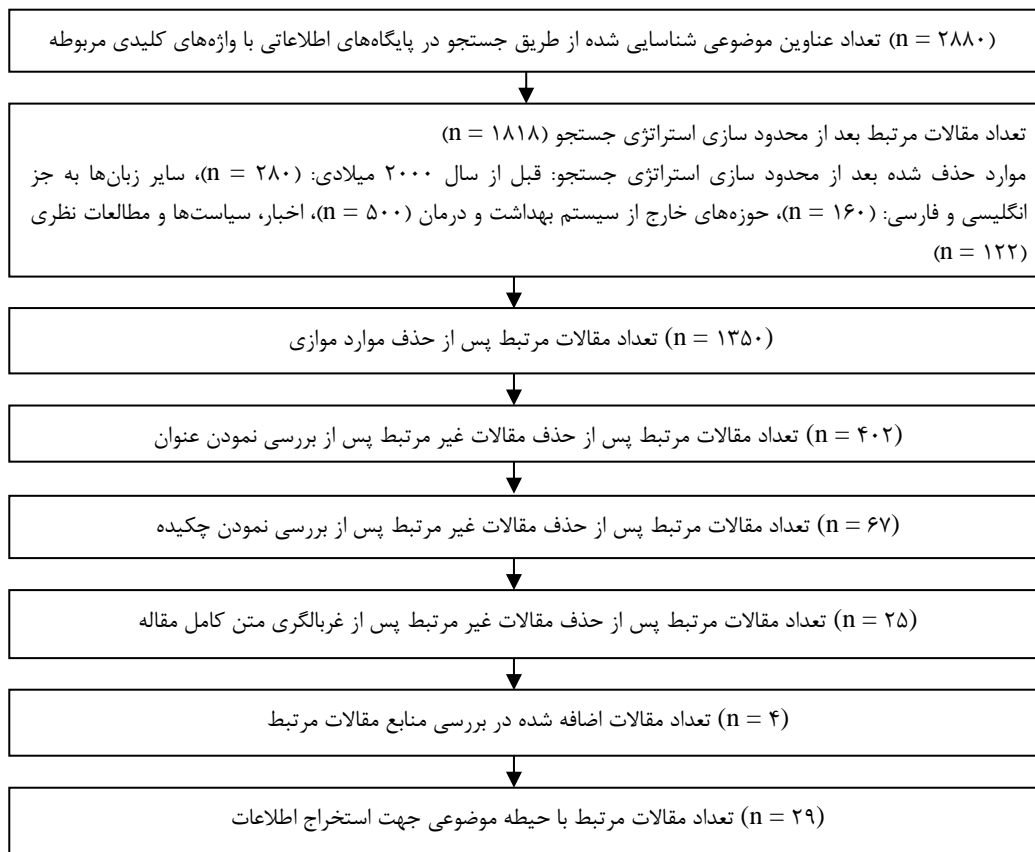 تعداد عناوین موضوعی شناسایی شده از طریق جستجو در پایگاه‌های اطلاعاتی با واژه‌های کلیدی مربوطه (n = ۲۸۸۰)
تعداد مقالات مرتبط بعد از محدود سازی استراتژی جستجو (n = ۱۸۱۸)
موارد حذف شده بعد از محدود سازی استراتژی جستجو: قبل از سال ۲۰۰۰ میلادی: (n = ۲۸۰)، سایر زبان‌ها به جز
انگلیسی و فارسی: (n = ۱۶۰)، حوزه‌های خارج از سیستم بهداشت و درمان (n = ۵۰۰)، اخبار، سیاست‌ها و مطالعات نظری
(n = ۱۲۲)
تعداد مقالات مرتبط پس از حذف موارد موازی (n = ۱۳۵۰)
تعداد مقالات مرتبط پس از حذف مقالات غیر مرتبط پس از بررسی نمودن عنوان (n = ۴۰۲)
تعداد مقالات مرتبط پس از حذف مقالات غیر مرتبط پس از بررسی نمودن چکیده (n = ۶۷)
تعداد مقالات مرتبط پس از حذف مقالات غیر مرتبط پس از غربالگری متن کامل مقاله (n = ۲۵)
تعداد مقالات اضافه شده در بررسی منابع مقالات مرتبط (n = ۴)
تعداد مقالات مرتبط با حیطه موضوعی جهت استخراج اطلاعات (n = ۲۹)